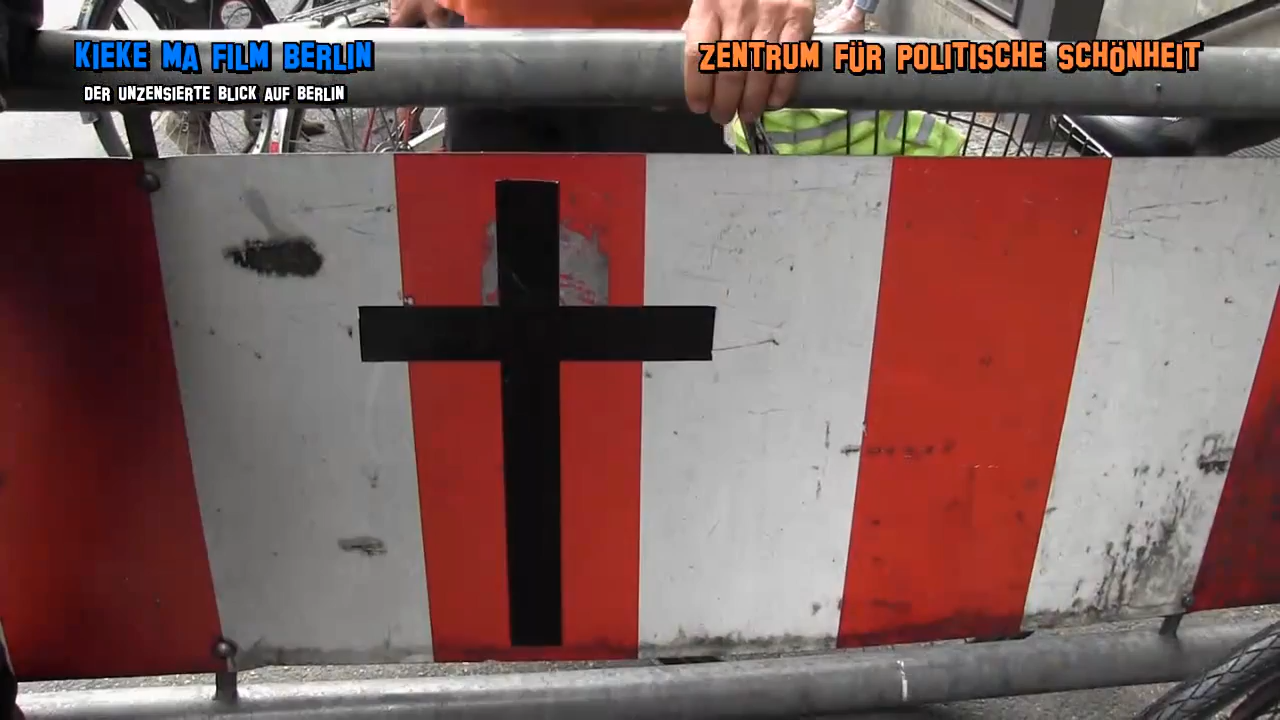 KIEKE MA FILM BERLIN
DER UNZENSIERTE BLICK AUF BERLIN
ZENTRUM FÜR POLITISCHE SCHÖNHEIT